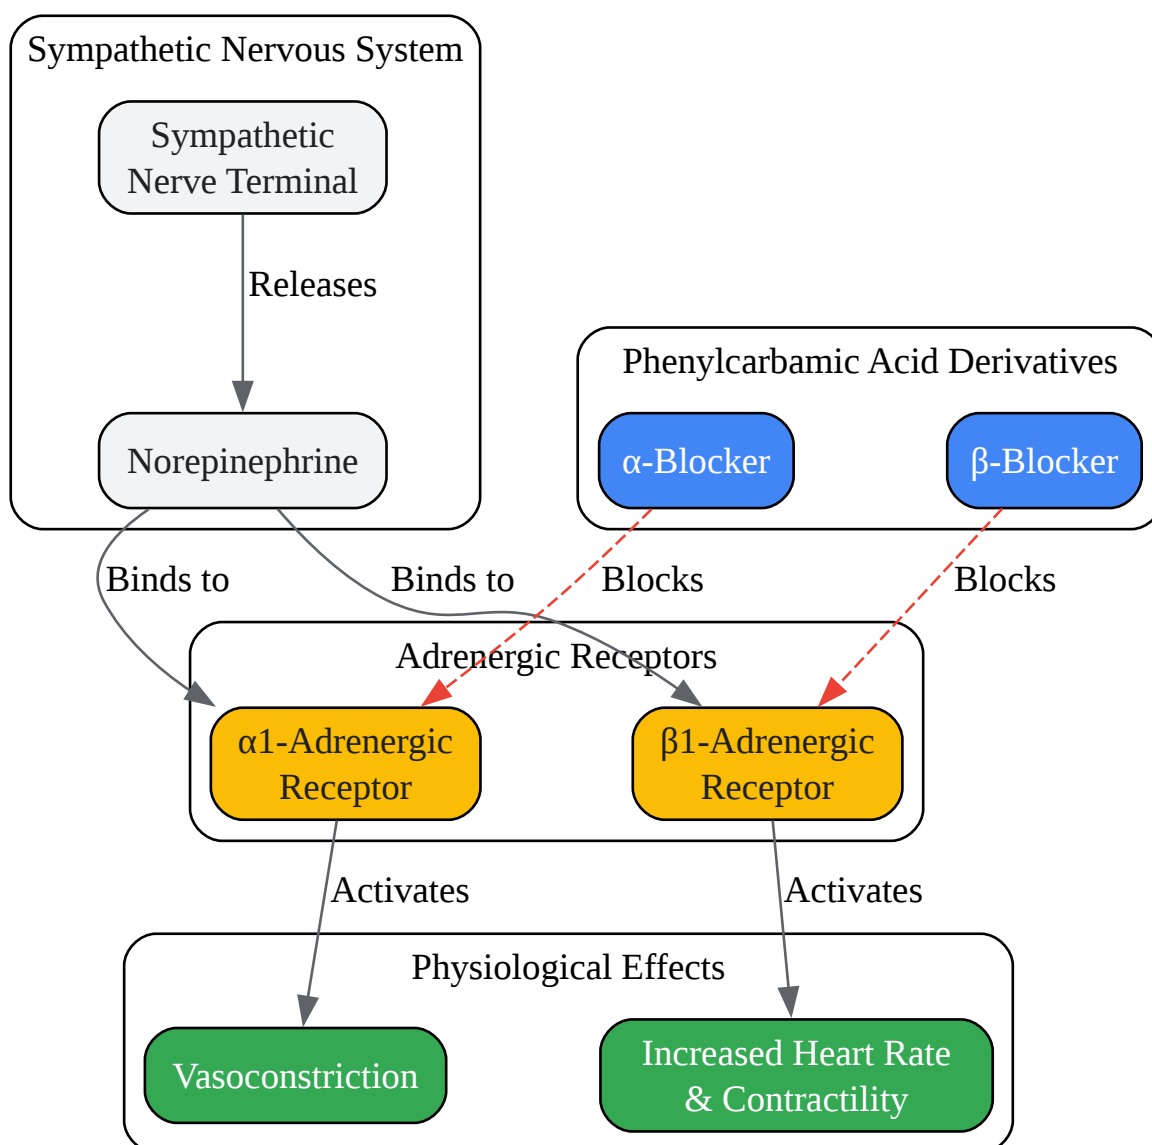 Sympathetic Nervous System
Sympathetic
Nerve Terminal
Releases
Phenylcarbamic Acid Derivatives
Norepinephrine
α-Blocker
β-Blocker
Binds to
Binds to
Blocks
Blocks
Adrenergic Receptors
α1-Adrenergic
Receptor
β1-Adrenergic
Receptor
Activates
Activates
Physiological Effects
Vasoconstriction
Increased Heart Rate
& Contractility